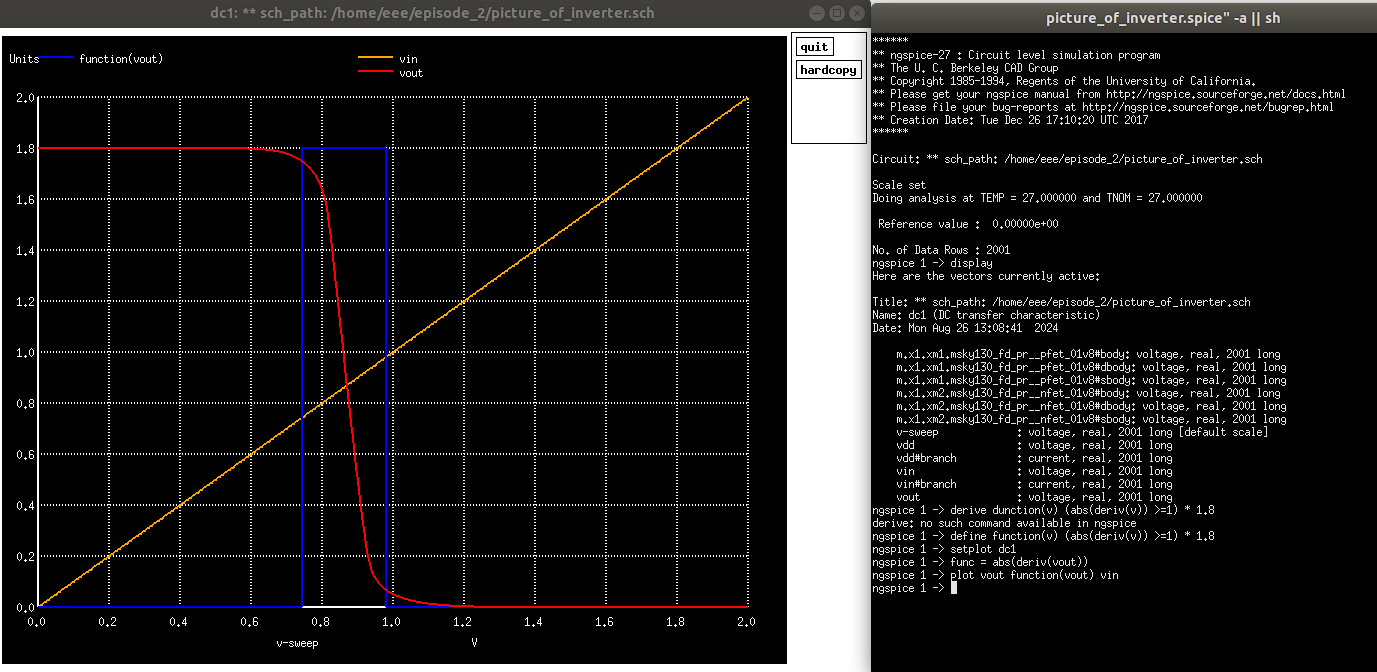 dc1: ** sch_path: /home/eee/episode_2/picture_of_inverter.sch
Units function(vout) vin
vout
2.0
1.8
1.6
1.4
1.2
1.0
0.8
0.6
0.4
0.2
0.0
0.0 0.2 0.4 0.6 0.8 1.0 1.2 1.4 1.6 1.8 2.0
v-sweep V
quit
hardcopy
picture_of_inverter.spice" -a || sh
******
** ngspice-27 : Circuit level simulation program
** The U. C. Berkeley CAD Group
** Copyright 1985-1994, Regents of the University of California.
** Please get your ngspice manual from http://ngspice.sourceforge.net/docs.html
** Please file your bug-reports at http://ngspice.sourceforge.net/bugrep.html
** Creation Date: Tue Dec 26 17:10:20 UTC 2017
******
Circuit: ** sch_path: /home/eee/episode_2/picture_of_inverter.sch
Scale set
Doing analysis at TEMP = 27.000000 and TNOM = 27.000000
Reference value : 0.00000e+00
No. of Data Rows : 2001
ngspice 1 -> display
Here are the vectors currently active:
Title: ** sch_path: /home/eee/episode_2/picture_of_inverter.sch
Name: dc1 (DC transfer characteristic)
Date: Mon Aug 26 13:08:41 2024
m.x1.xm1.msky130_fd_pr__pfet_01v8#body: voltage, real, 2001 long
m.x1.xm1.msky130_fd_pr__pfet_01v8#dbody: voltage, real, 2001 long
m.x1.xm1.msky130_fd_pr__pfet_01v8#sbody: voltage, real, 2001 long
m.x1.xm2.msky130_fd_pr__nfet_01v8#body: voltage, real, 2001 long
m.x1.xm2.msky130_fd_pr__nfet_01v8#dbody: voltage, real, 2001 long
m.x1.xm2.msky130_fd_pr__nfet_01v8#sbody: voltage, real, 2001 long
v-sweep : voltage, real, 2001 long [default scale]
vdd : voltage, real, 2001 long
vdd#branch : current, real, 2001 long
vin : voltage, real, 2001 long
vin#branch : current, real, 2001 long
vout : voltage, real, 2001 long
ngspice 1 -> derive dunction(v) (abs(deriv(v)) >=1) * 1.8
derive: no such command available in ngspice
ngspice 1 -> define function(v) (abs(deriv(v)) >=1) * 1.8
ngspice 1 -> setplot dc1
ngspice 1 -> func = abs(deriv(vout))
ngspice 1 -> plot vout function(vout) vin
ngspice 1 ->